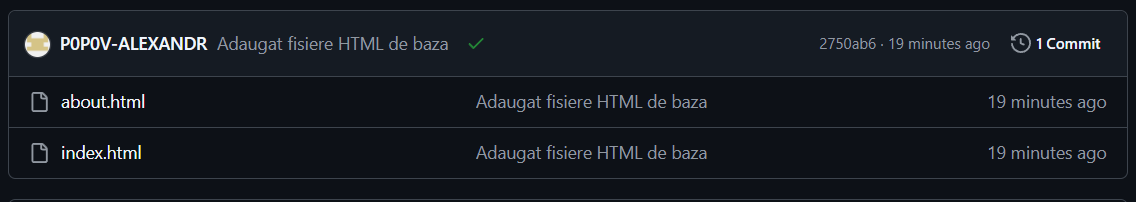 P0P0V-ALEXANDR Adaugat fisiere HTML de baza 2750ab6 · 19 minutes ago 1 Commit
about.html Adaugat fisiere HTML de baza 19 minutes ago
index.html Adaugat fisiere HTML de baza 19 minutes ago